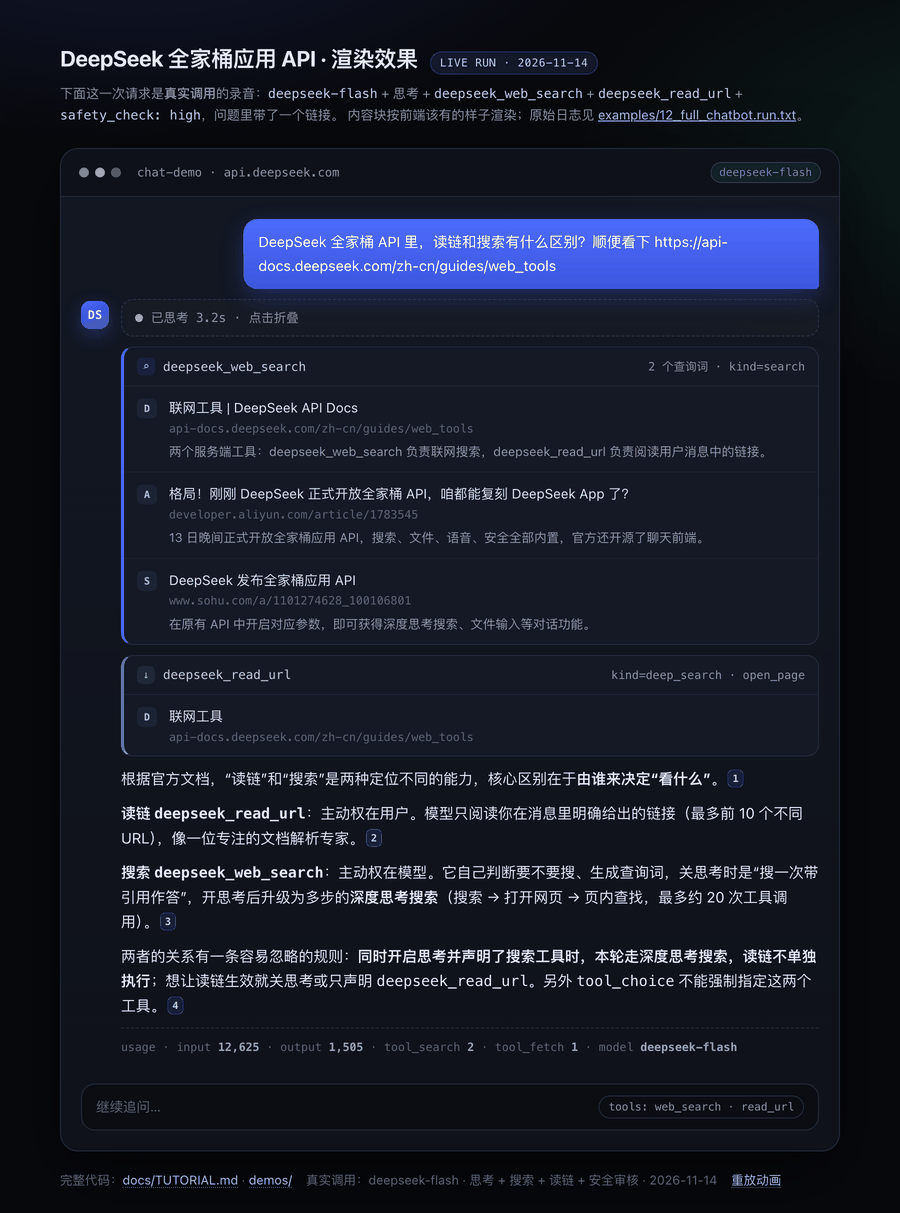 DeepSeek 全家桶应用 API · 渲染效果 LIVE RUN · 2026-11-14
下面这一次请求是真实调用的录音：deepseek-flash + 思考 + deepseek_web_search + deepseek_read_url +
safety_check: high，问题里带了一个链接。 内容块按前端该有的样子渲染；原始日志见 examples/12_full_chatbot.run.txt。
chat-demo · api.deepseek.com deepseek-flash
DeepSeek 全家桶 API 里，读链和搜索有什么区别？顺便看下 https://api-
docs.deepseek.com/zh-cn/guides/web_tools
DS
已思考 3.2s · 点击折叠
deepseek_web_search 2 个查询词 · kind=search
D 联网工具 | DeepSeek API Docs
api-docs.deepseek.com/zh-cn/guides/web_tools
两个服务端工具：deepseek_web_search 负责联网搜索，deepseek_read_url 负责阅读用户消息中的链接。
A 格局！刚刚 DeepSeek 正式开放全家桶 API，咱都能复刻 DeepSeek App 了？
developer.aliyun.com/article/1783545
13 日晚间正式开放全家桶应用 API，搜索、文件、语音、安全全部内置，官方还开源了聊天前端。
S DeepSeek 发布全家桶应用 API
www.sohu.com/a/1101274628_100106801
在原有 API 中开启对应参数，即可获得深度思考搜索、文件输入等对话功能。
↓ deepseek_read_url kind=deep_search · open_page
D 联网工具
api-docs.deepseek.com/zh-cn/guides/web_tools
根据官方文档，“读链”和“搜索”是两种定位不同的能力，核心区别在于由谁来决定“看什么”。 1
读链 deepseek_read_url：主动权在用户。模型只阅读你在消息里明确给出的链接（最多前 10 个不同
URL），像一位专注的文档解析专家。 2
搜索 deepseek_web_search：主动权在模型。它自己判断要不要搜、生成查询词，关思考时是“搜一次带
引用作答”，开思考后升级为多步的深度思考搜索（搜索 → 打开网页 → 页内查找，最多约 20 次工具调
用）。 3
两者的关系有一条容易忽略的规则：同时开启思考并声明了搜索工具时，本轮走深度思考搜索，读链不单独
执行；想让读链生效就关思考或只声明 deepseek_read_url。另外 tool_choice 不能强制指定这两个
工具。 4
usage · input 12,625 · output 1,505 · tool_search 2 · tool_fetch 1 · model deepseek-flash
继续追问… tools: web_search · read_url
完整代码：docs/TUTORIAL.md · demos/ 真实调用：deepseek-flash · 思考 + 搜索 + 读链 + 安全审核 · 2026-11-14 重放动画